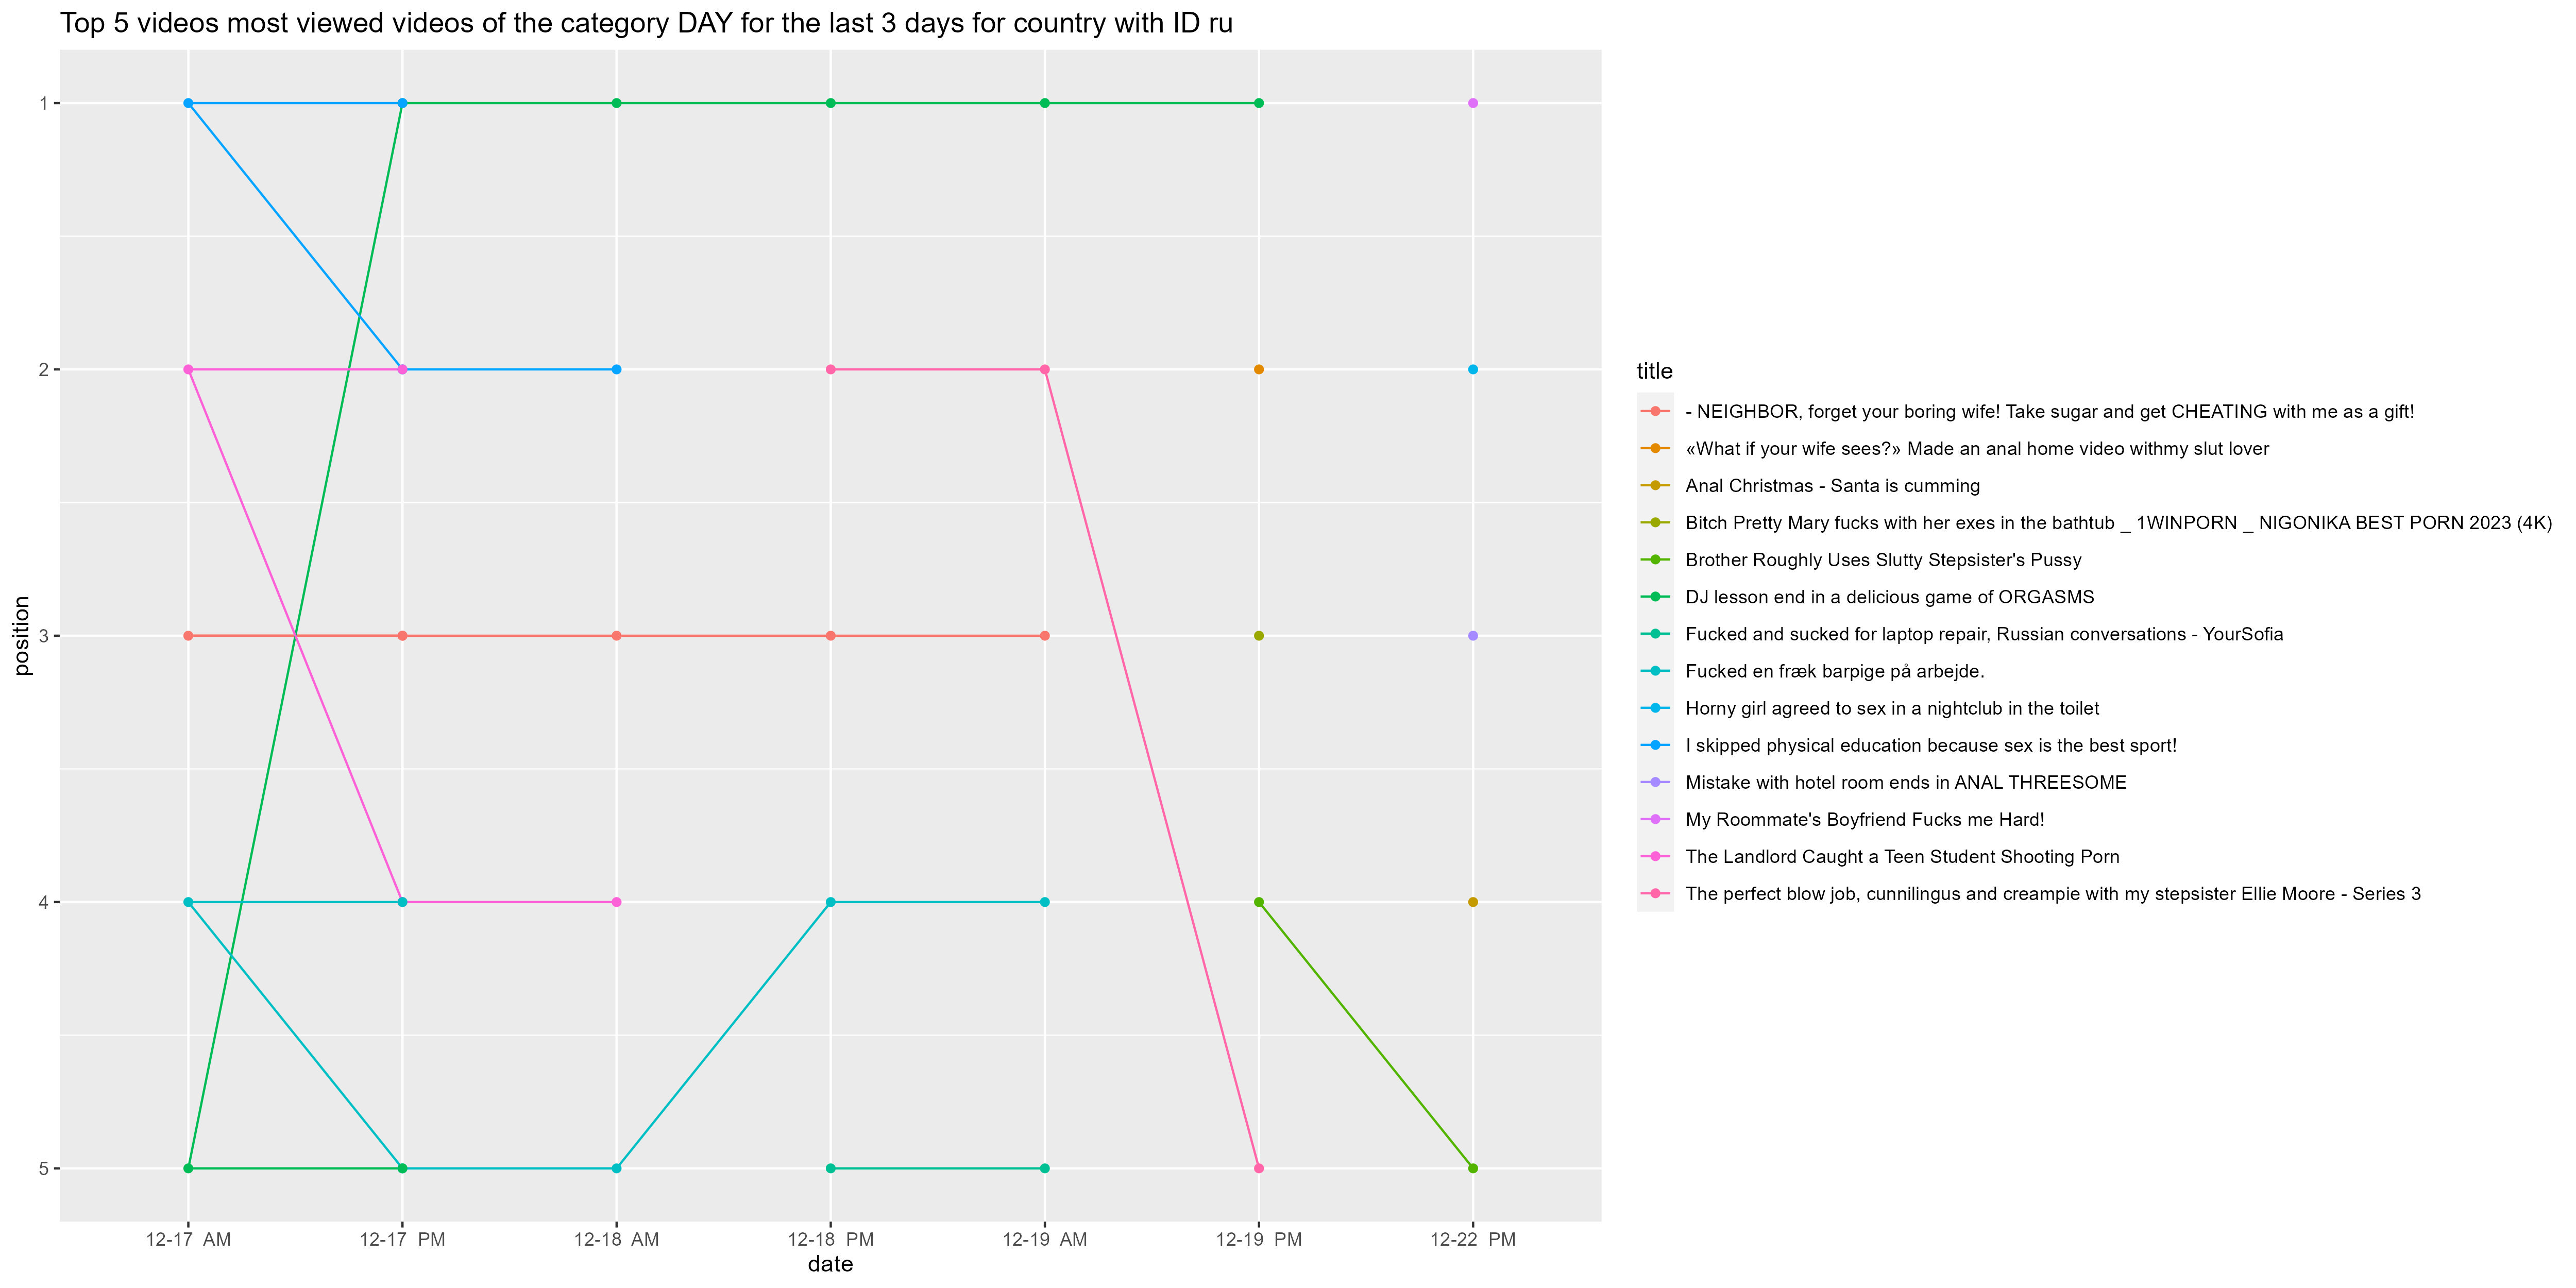 Top 5 videos most viewed videos of the category DAY for the last 3 days for country with ID ru
position
1
2
3
4
5
12-17 AM
12-17 PM
12-18 AM
12-18 PM
12-19 AM
12-19 PM
12-22 PM
date
title
- NEIGHBOR, forget your boring wife! Take sugar and get CHEATING with me as a gift!
«What if your wife sees?» Made an anal home video withmy slut lover
Anal Christmas - Santa is cumming
Bitch Pretty Mary fucks with her exes in the bathtub _ 1WINPORN _ NIGONIKA BEST PORN 2023 (4K)
Brother Roughly Uses Slutty Stepsister's Pussy
DJ lesson end in a delicious game of ORGASMS
Fucked and sucked for laptop repair, Russian conversations - YourSofia
Fucked en fræk barpige på arbejde.
Horny girl agreed to sex in a nightclub in the toilet
I skipped physical education because sex is the best sport!
Mistake with hotel room ends in ANAL THREESOME
My Roommate's Boyfriend Fucks me Hard!
The Landlord Caught a Teen Student Shooting Porn
The perfect blow job, cunnilingus and creampie with my stepsister Ellie Moore - Series 3